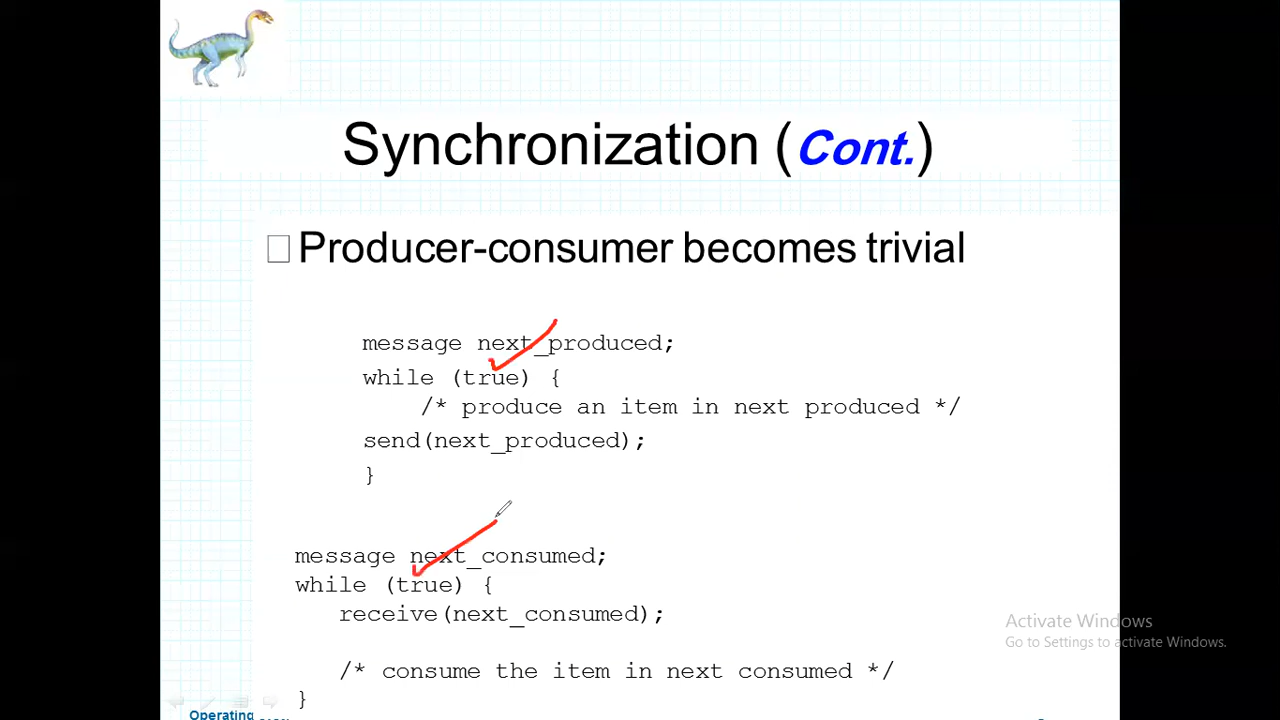 Synchronization (Cont.)
Producer-consumer becomes trivial
message next_produced;
while (true) {
/* produce an item in next produced */
send(next_produced);
}
message next_consumed;
while (true) {
receive(next_consumed);
/* consume the item in next consumed */
}
Activate Windows
Go to Settings to activate Windows.
Operating